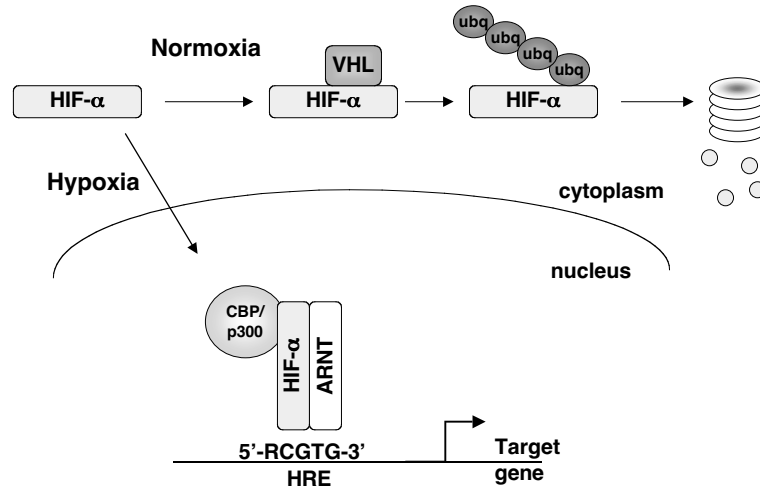 Normoxia
ubq
ubq
ubq
ubq
VHL
HIF-α
HIF-α
HIF-α
Hypoxia
cytoplasm
nucleus
CBP/
p300
HIF-α
ARNT
5'-RCGTG-3'
HRE
Target
gene